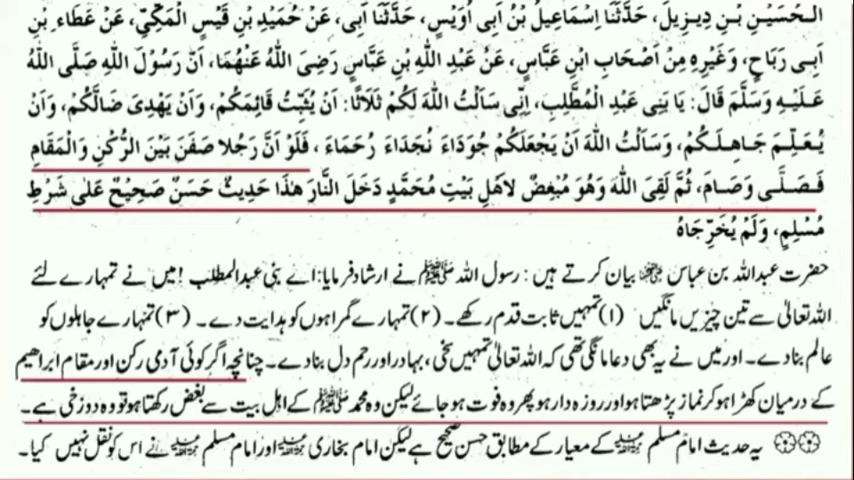 الْحُسَيْنِ بْنِ دِيزِيلَ، حَدَّثَنَا اِسْمَاعِيلُ بْنُ اَبِى اُوَيْسٍ، حَدَّثَنَا اَبِى، عَنْ حُمَيْدِ بْنِ قَيْسٍ الْمَكِّيِّ، عَنْ عَطَاءِ بْنِ
اَبِى رَبَاحٍ، وَغَيْرِهِ مِنْ اَصْحَابِ ابْنِ عَبَّاسٍ، عَنْ عَبْدِ اللّٰهِ بْنِ عَبَّاسٍ رَضِىَ اللّٰهُ عَنْهُمَا، اَنَّ رَسُوْلَ اللّٰهِ صَلَّى اللّٰهُ
عَلَيْهِ وَسَلَّمَ قَالَ: يَا بَنِى عَبْدِ الْمُطَّلِبِ، اِنِّى سَاَلْتُ اللّٰهَ لَكُمْ ثَلَاثًا: اَنْ يُثَبِّتَ قَائِمَكُمْ، وَاَنْ يَهْدِىَ ضَالَّكُمْ، وَاَنْ
يُعَلِّمَ جَاهِلَكُمْ، وَسَاَلْتُ اللّٰهَ اَنْ يَجْعَلَكُمْ جُوَدَاءَ نُجَدَاءَ رُحَمَاءَ، فَلَوْ اَنَّ رَجُلًا صَفَنَ بَيْنَ الرُّكْنِ وَالْمَقَامِ
فَصَلَّى وَصَامَ، ثُمَّ لَقِىَ اللّٰهَ وَهُوَ مُبْغِضٌ لِاَهْلِ بَيْتِ مُحَمَّدٍ دَخَلَ النَّارَ هٰذَا حَدِيثٌ حَسَنٌ صَحِيْحٌ عَلٰى شَرْطِ
مُسْلِمٍ، وَلَمْ يُخَرِّجَاهُ
حضرت عبداللہ بن عباس ؓ بیان کرتے ہیں: رسول اللہ ﷺ نے ارشاد فرمایا: اے بنی عبدالمطلب! میں نے تمہارے لئے
اللہ تعالیٰ سے تین چیزیں مانگیں (۱) تمہیں ثابت قدم رکھے۔ (۲) تمہارے گمراہوں کو ہدایت دے۔ (۳) تمہارے جاہلوں کو
عالم بنادے۔ اور میں نے یہ بھی دعا مانگی تھی کہ اللہ تعالیٰ تمہیں سخی، بہادر اور رحم دل بنادے۔ چنانچہ اگر کوئی آدمی رکن اور مقام ابراہیم
کے درمیان کھڑا ہو کر نماز پڑھتا ہو اور روزہ دار ہو پھر وہ فوت ہو جائے لیکن وہ محمد ﷺ کے اہل بیت سے بغض رکھتا ہو تو وہ دوزخی ہے۔
یہ حدیث امام مسلم ؒ کے معیار کے مطابق حسن صحیح ہے لیکن امام بخاری ؒ اور امام مسلم ؒ نے اس کو نقل نہیں کیا۔